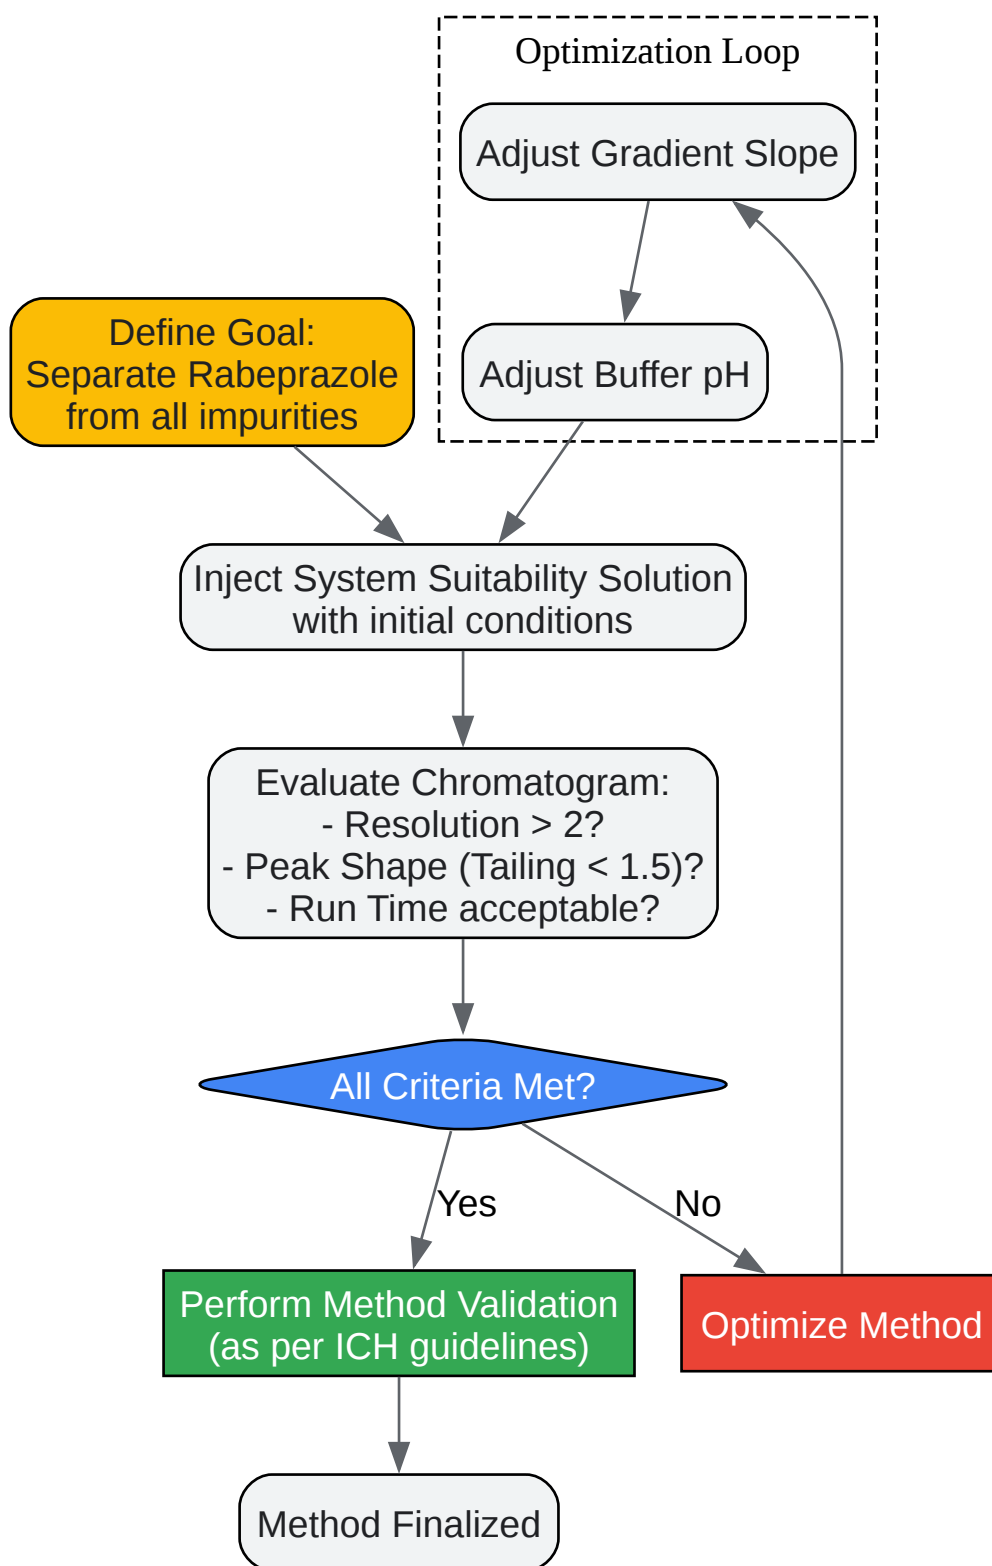 Optimization Loop
Adjust Gradient Slope
Define Goal:
Separate Rabeprazole
from all impurities
Adjust Buffer pH
Inject System Suitability Solution
with initial conditions
Evaluate Chromatogram:
- Resolution > 2?
- Peak Shape (Tailing < 1.5)?
- Run Time acceptable?
All Criteria Met?
Yes
No
Perform Method Validation
(as per ICH guidelines)
Optimize Method
Method Finalized